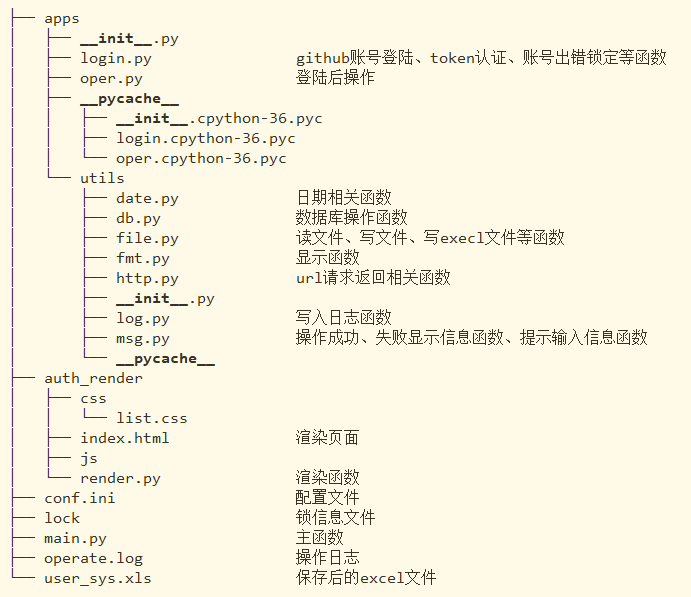 ├── apps
│   ├── __init__.py
│   ├── login.py                github账号登陆、token认证、账号出错锁定等函数
│   ├── oper.py                 登陆后操作
│   ├── __pycache__
│   │   ├── __init__.cpython-36.pyc
│   │   ├── login.cpython-36.pyc
│   │   └── oper.cpython-36.pyc
│   └── utils
│       ├── date.py             日期相关函数
│       ├── db.py               数据库操作函数
│       ├── file.py             读文件、写文件、写execl文件等函数
│       ├── fmt.py              显示函数
│       ├── http.py             url请求返回相关函数
│       ├── __init__.py
│       ├── log.py              写入日志函数
│       ├── msg.py              操作成功、失败显示信息函数、提示输入信息函数
│       └── __pycache__
├── auth_render
│   ├── css
│   │   └── list.css
│   ├── index.html              渲染页面
│   ├── js
│   └── render.py               渲染函数
├── conf.ini                    配置文件
├── lock                        锁信息文件
├── main.py                     主函数
├── operate.log                 操作日志
└── user_sys.xls                保存后的excel文件